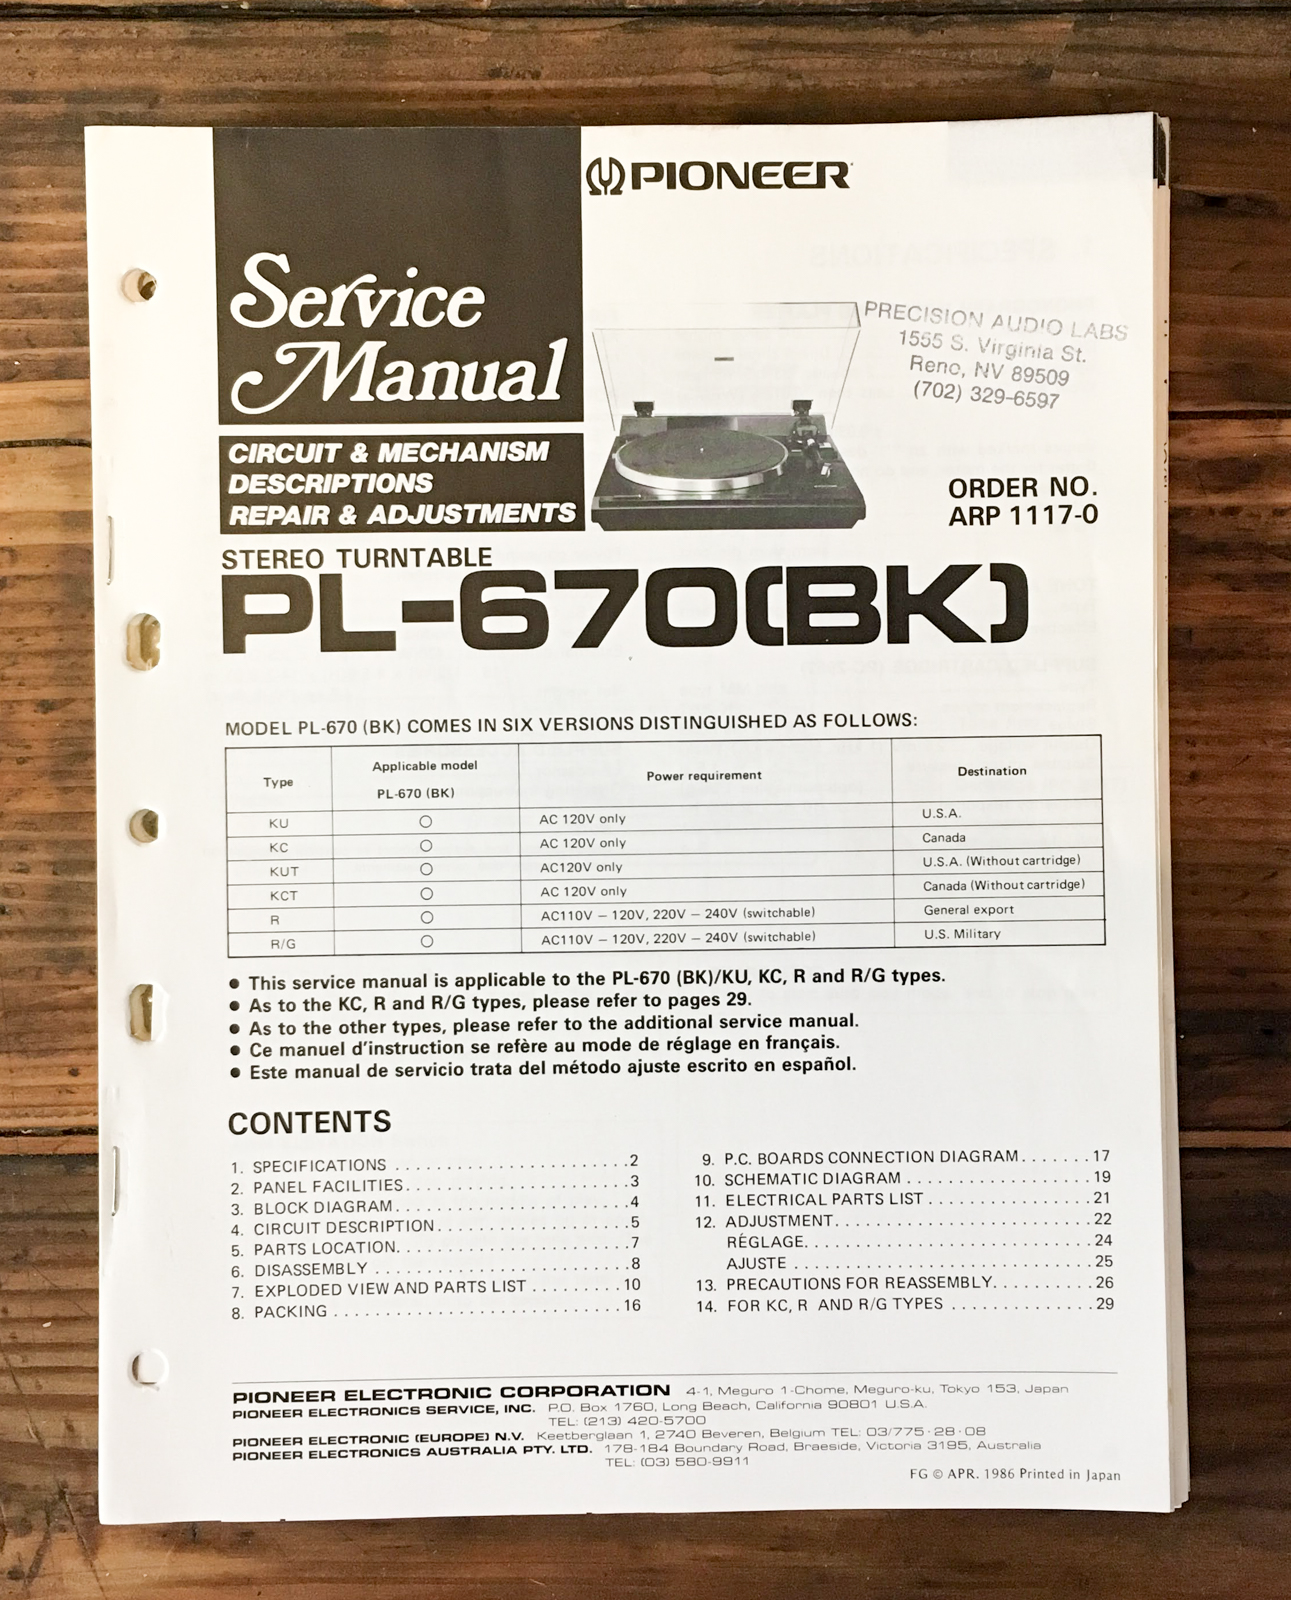 PIONEER
Service
Manual
CIRCUIT & MECHANISM
DESCRIPTIONS
REPAIR & ADJUSTMENTS
PRECISION AUDIO LABS
1555 S. Virginia St.
Reno, NV 89509
(702) 329-6597
ORDER NO.
ARP 1117-0
STEREO TURNTABLE
PL-670(BK)
MODEL PL-670 (BK) COMES IN SIX VERSIONS DISTINGUISHED AS FOLLOWS:
Type Applicable model PL-670 (BK) Power requirement Destination
KU ○ AC 120V only U.S.A.
KC ○ AC 120V only Canada
KUT ○ AC120V only U.S.A. (Without cartridge)
KCT ○ AC 120V only Canada (Without cartridge)
R ○ AC110V – 120V, 220V – 240V (switchable) General export
R/G ○ AC110V – 120V, 220V – 240V (switchable) U.S. Military
● This service manual is applicable to the PL-670 (BK)/KU, KC, R and R/G types.
● As to the KC, R and R/G types, please refer to pages 29.
● As to the other types, please refer to the additional service manual.
● Ce manuel d'instruction se refère au mode de réglage en français.
● Este manual de servicio trata del método ajuste escrito en español.
CONTENTS
1. SPECIFICATIONS . . . . . . . . . . . . . . . . . . . . . . . 2
2. PANEL FACILITIES. . . . . . . . . . . . . . . . . . . . . . 3
3. BLOCK DIAGRAM. . . . . . . . . . . . . . . . . . . . . . . 4
4. CIRCUIT DESCRIPTION. . . . . . . . . . . . . . . . . . . 5
5. PARTS LOCATION. . . . . . . . . . . . . . . . . . . . . . . 7
6. DISASSEMBLY . . . . . . . . . . . . . . . . . . . . . . . . . 8
7. EXPLODED VIEW AND PARTS LIST . . . . . . . . . 10
8. PACKING . . . . . . . . . . . . . . . . . . . . . . . . . . . . 16
9. P.C. BOARDS CONNECTION DIAGRAM. . . . . . . 17
10. SCHEMATIC DIAGRAM . . . . . . . . . . . . . . . . . . 19
11. ELECTRICAL PARTS LIST . . . . . . . . . . . . . . . . 21
12. ADJUSTMENT. . . . . . . . . . . . . . . . . . . . . . . . . 22
RÉGLAGE. . . . . . . . . . . . . . . . . . . . . . . . . . . . 24
AJUSTE . . . . . . . . . . . . . . . . . . . . . . . . . . . . . 25
13. PRECAUTIONS FOR REASSEMBLY. . . . . . . . . . 26
14. FOR KC, R AND R/G TYPES . . . . . . . . . . . . . . 29
PIONEER ELECTRONIC CORPORATION 4-1, Meguro 1-Chome, Meguro-ku, Tokyo 153, Japan
PIONEER ELECTRONICS SERVICE, INC. P.O. Box 1760, Long Beach, California 90801 U.S.A.
TEL: (213) 420-5700
PIONEER ELECTRONIC (EUROPE) N.V. Keetberglaan 1, 2740 Beveren, Belgium TEL: 03/775·28·08
PIONEER ELECTRONICS AUSTRALIA PTY. LTD. 178-184 Boundary Road, Braeside, Victoria 3195, Australia
TEL: (03) 580-9911
FG © APR. 1986 Printed in Japan